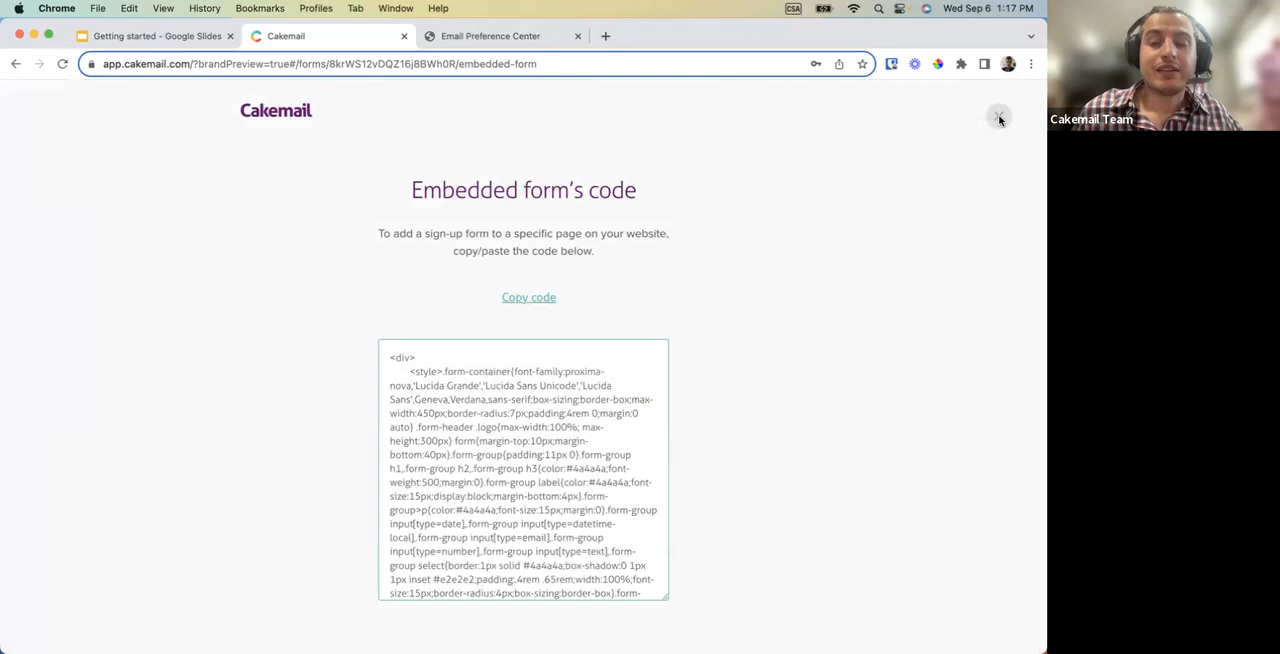 Chrome File Edit View History Bookmarks Profiles Tab Window Help CSA Wed Sep 6 1:17 PM
Getting started - Google Slides Cakemail Email Preference Center
app.cakemail.com/?brandPreview=true#/forms/8krWS12vDQZ16j8BWh0R/embedded-form
Cakemail
Cakemail Team
Embedded form's code
To add a sign-up form to a specific page on your website,
copy/paste the code below.
Copy code
<div>
<style>.form-container{font-family:proxima-
nova,'Lucida Grande','Lucida Sans Unicode','Lucida
Sans',Geneva,Verdana,sans-serif;box-sizing:border-box;max-
width:450px;border-radius:7px;padding:4rem 0;margin:0
auto} .form-header .logo{max-width:100%; max-
height:300px} form{margin-top:10px;margin-
bottom:40px}.form-group{padding:11px 0}.form-group
h1,.form-group h2,.form-group h3{color:#4a4a4a;font-
weight:500;margin:0}.form-group label{color:#4a4a4a;font-
size:15px;display:block;margin-bottom:4px}.form-
group>p{color:#4a4a4a;font-size:15px;margin:0}.form-group
input[type=date],.form-group input[type=datetime-
local],.form-group input[type=email],.form-group
input[type=number],.form-group input[type=text],.form-
group select{border:1px solid #4a4a4a;box-shadow:0 1px
1px inset #e2e2e2;padding:.4rem .65rem;width:100%;font-
size:15px;border-radius:4px;box-sizing:border-box}.form-